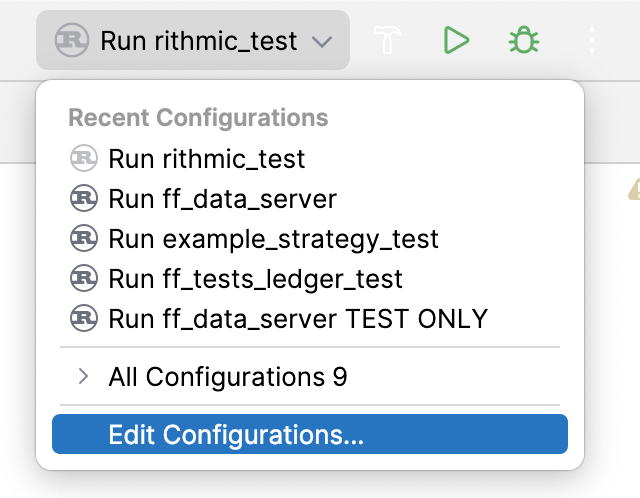 Run rithmic_test
Recent Configurations
Run rithmic_test
Run ff_data_server
Run example_strategy_test
Run ff_tests_ledger_test
Run ff_data_server TEST ONLY
All Configurations 9
Edit Configurations...